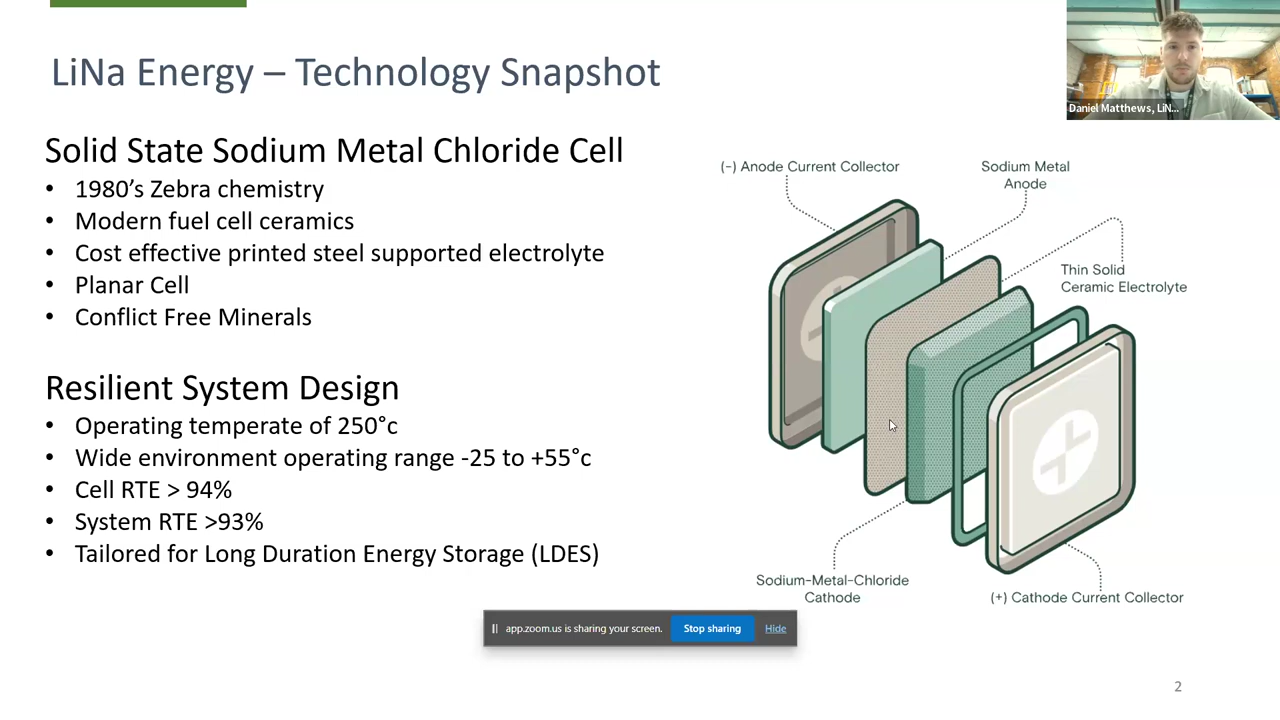 LiNa Energy – Technology Snapshot
Daniel Matthews, LiN...
Solid State Sodium Metal Chloride Cell
• 1980’s Zebra chemistry
• Modern fuel cell ceramics
• Cost effective printed steel supported electrolyte
• Planar Cell
• Conflict Free Minerals
Resilient System Design
• Operating temperate of 250°c
• Wide environment operating range -25 to +55°c
• Cell RTE > 94%
• System RTE >93%
• Tailored for Long Duration Energy Storage (LDES)
(-) Anode Current Collector
Sodium Metal
Anode
Thin Solid
Ceramic Electrolyte
Sodium-Metal-Chloride
Cathode
(+) Cathode Current Collector
app.zoom.us is sharing your screen. Stop sharing Hide
2